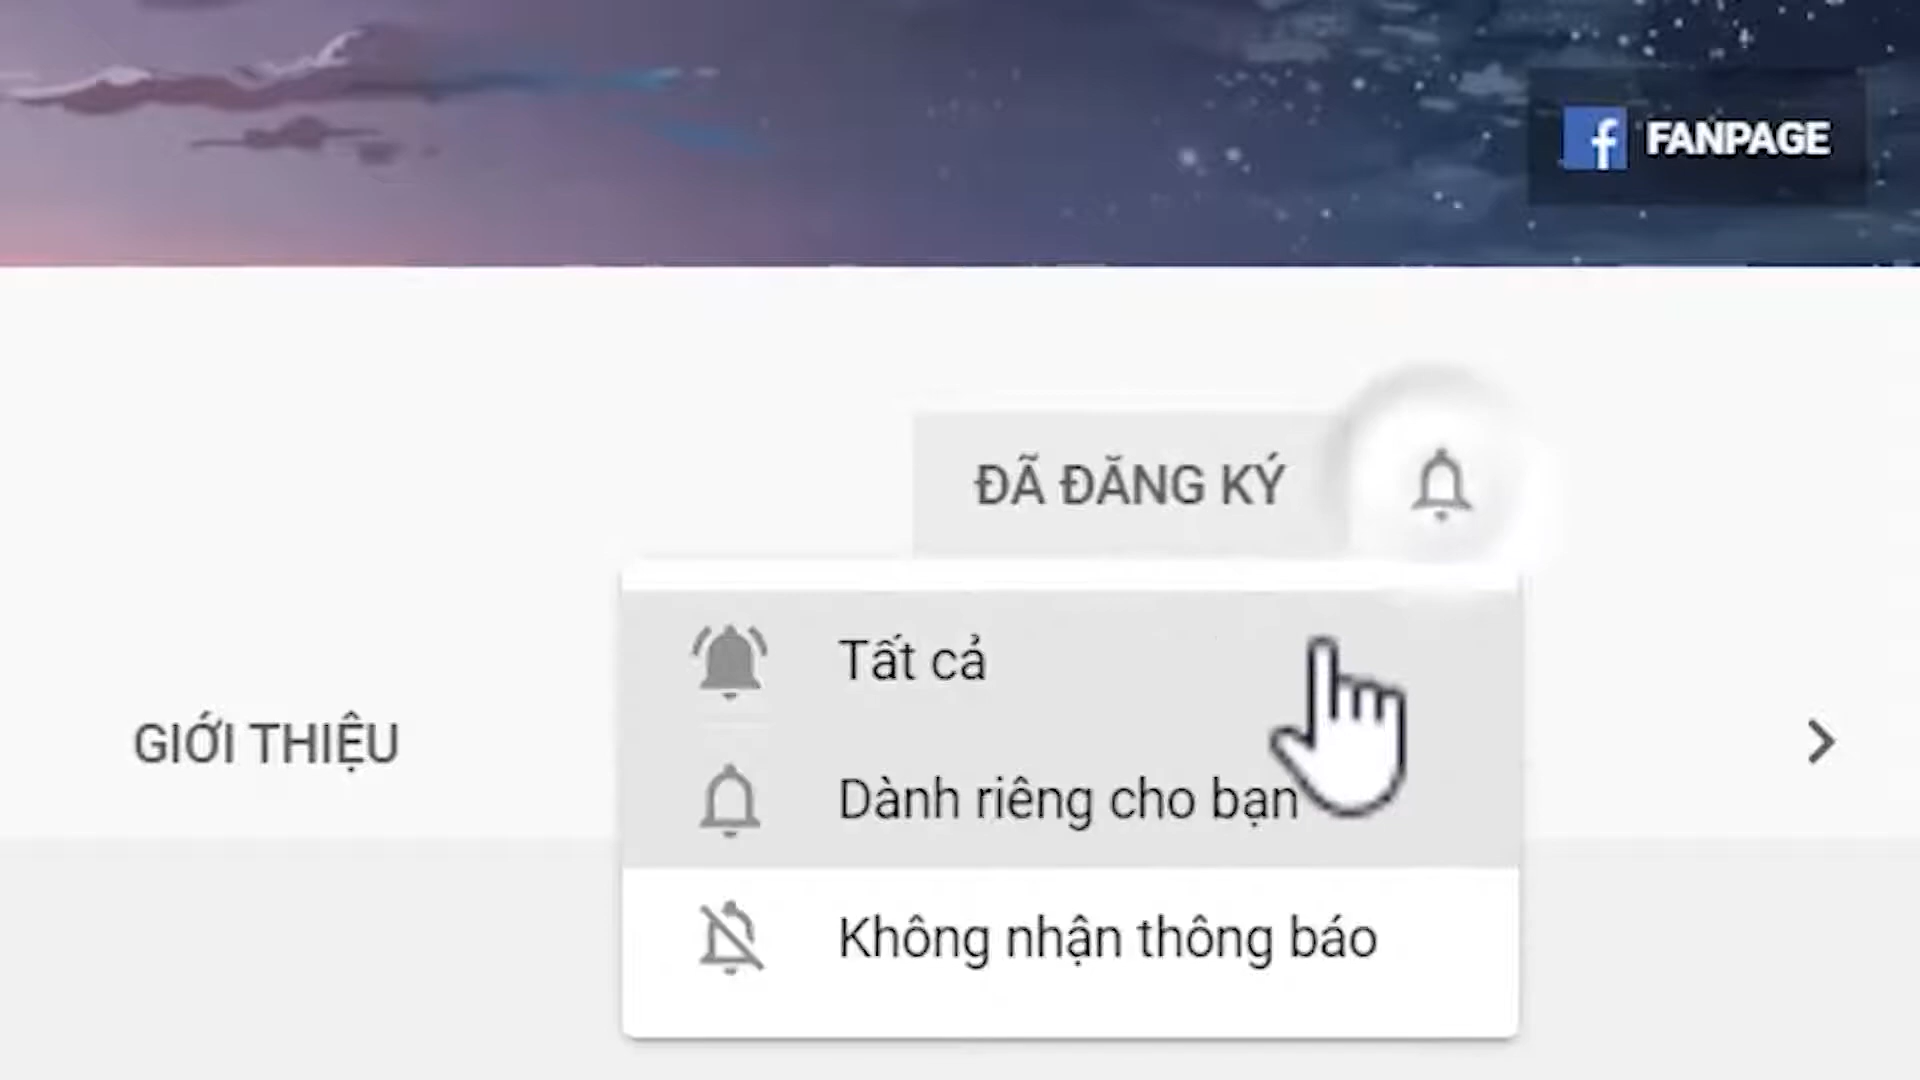 FANPAGE
ĐÃ ĐĂNG KÝ
Tất cả
GIỚI THIỆU
Dành riêng cho bạn
Không nhận thông báo